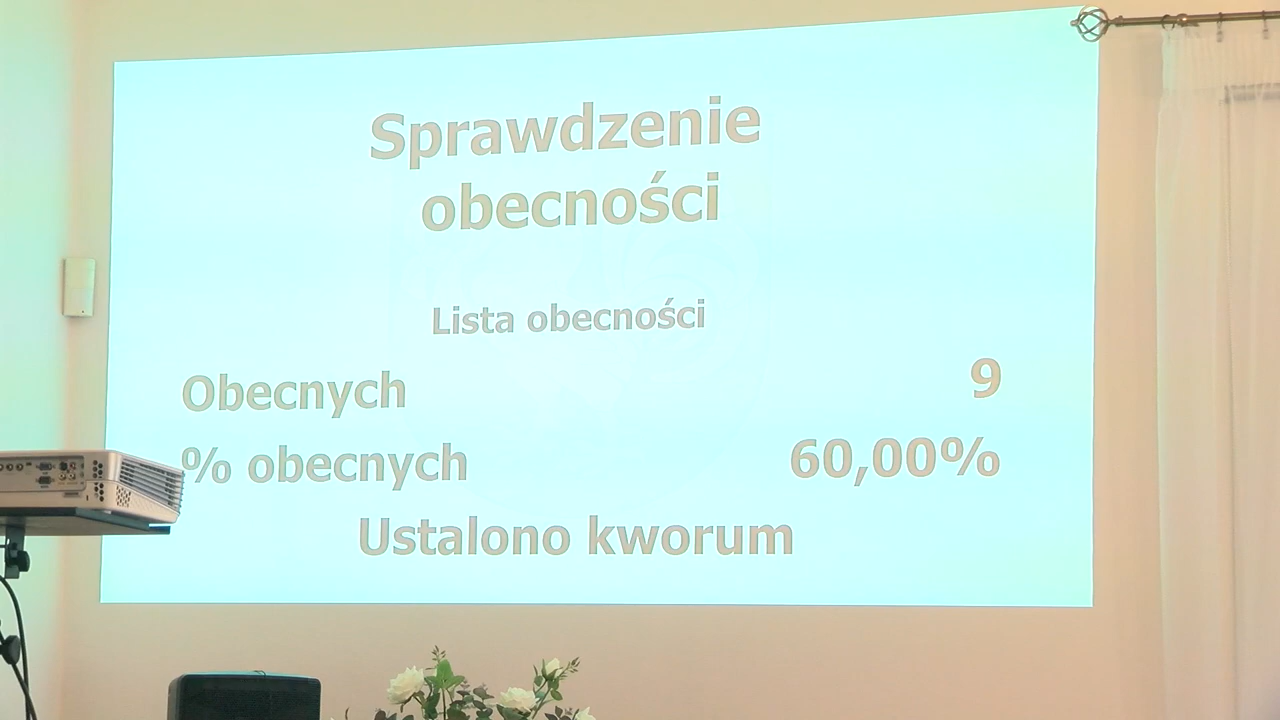 Sprawdzenie
obecności
Lista obecności
Obecnych 9
% obecnych 60,00%
Ustalono kworum